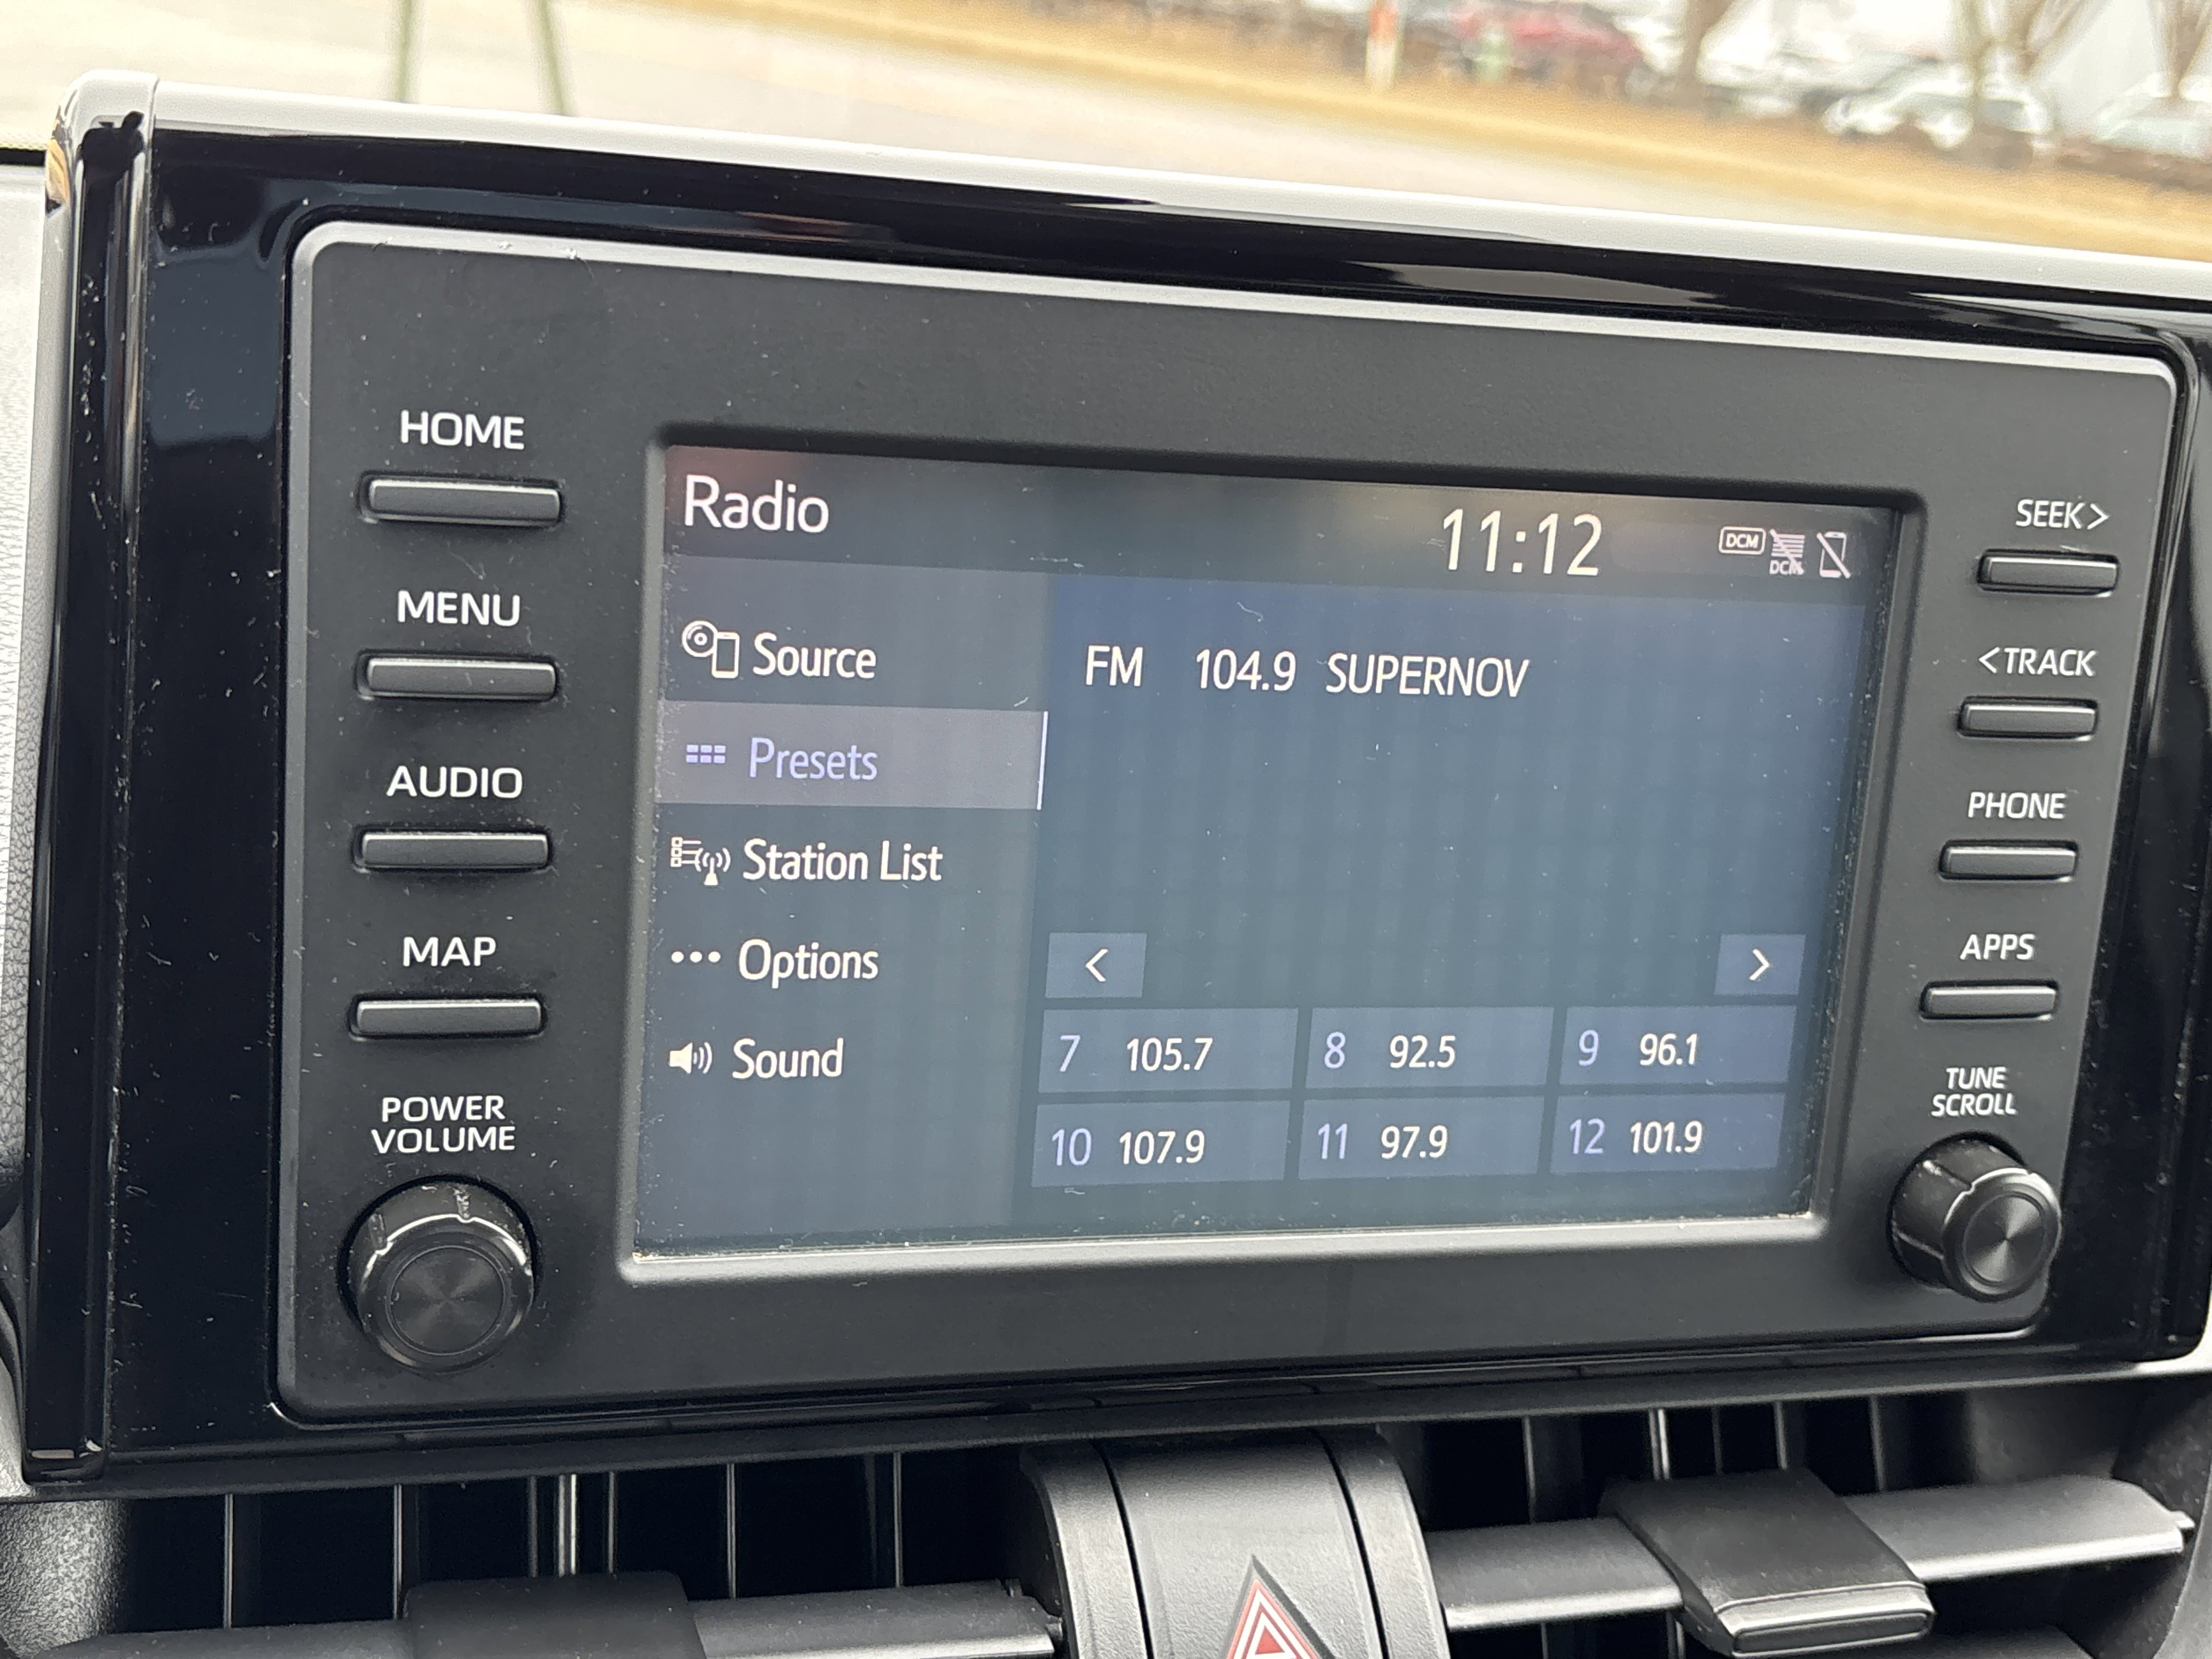 HOME
MENU
AUDIO
MAP
POWER
VOLUME
Radio
11:12
DCM
DCM
Source
Presets
Station List
Options
Sound
FM 104.9 SUPERNOV
<
>
7 105.7
8 92.5
9 96.1
10 107.9
11 97.9
12 101.9
SEEK>
<TRACK
PHONE
APPS
TUNE
SCROLL